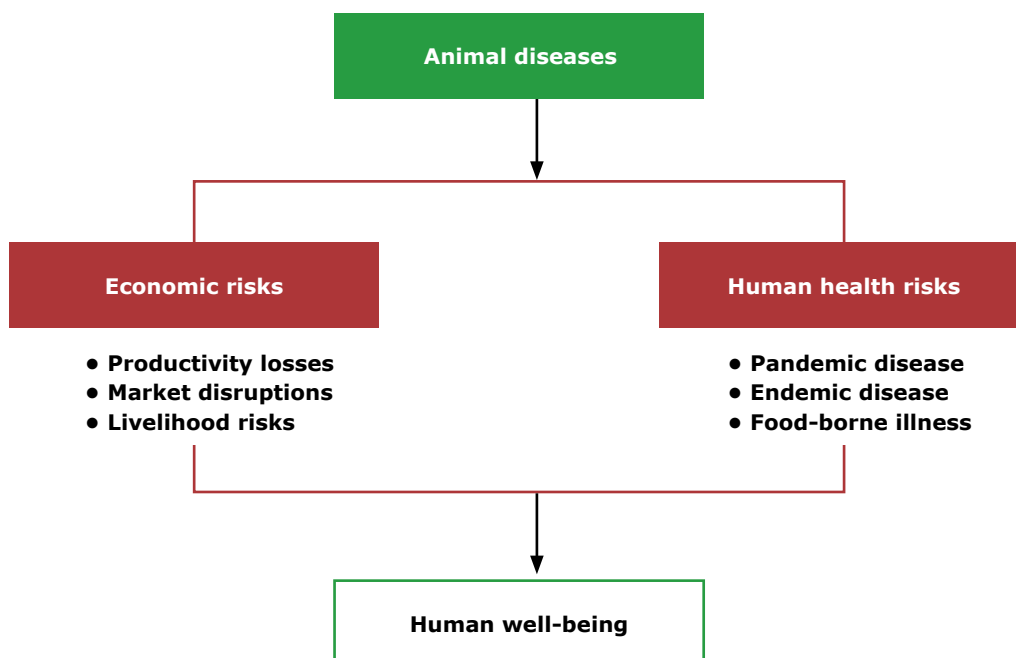 Animal diseases
Economic risks
● Productivity losses
● Market disruptions
● Livelihood risks
Human health risks
● Pandemic disease
● Endemic disease
● Food-borne illness
Human well-being